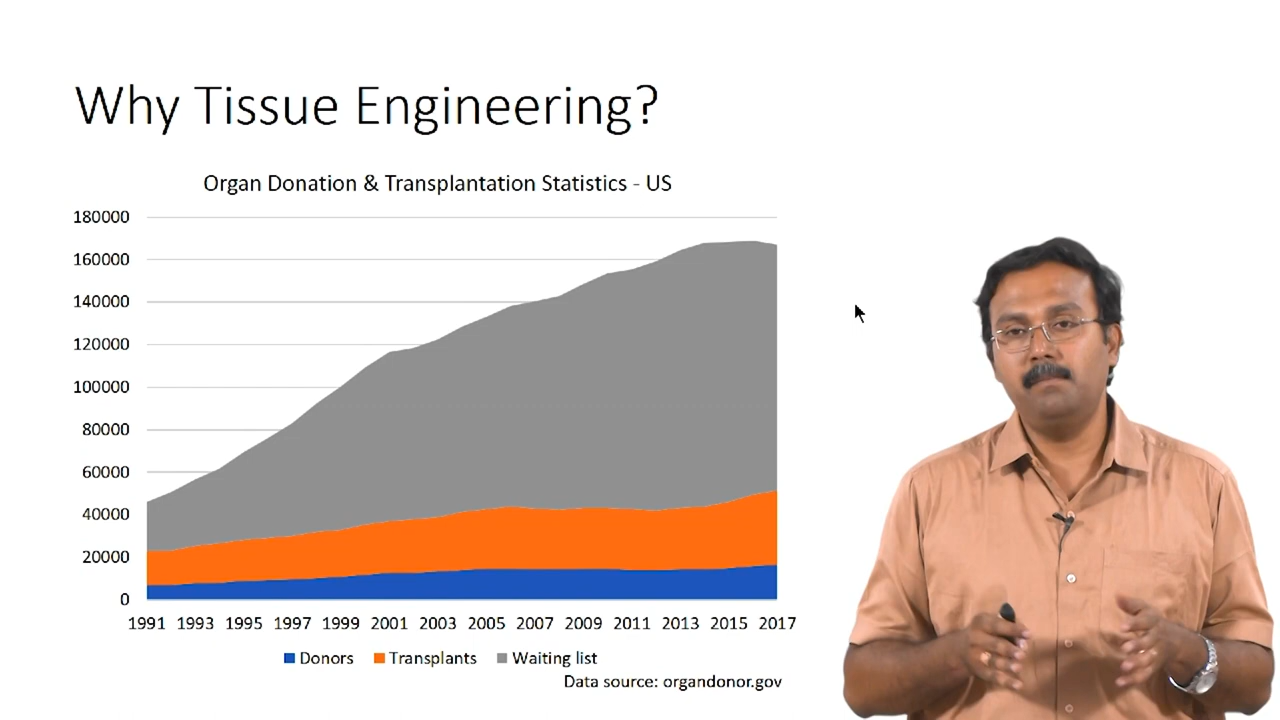 Why Tissue Engineering?
Organ Donation & Transplantation Statistics - US
180000
160000
140000
120000
100000
80000
60000
40000
20000
0
1991 1993 1995 1997 1999 2001 2003 2005 2007 2009 2011 2013 2015 2017
Donors Transplants Waiting list
Data source: organdonor.gov